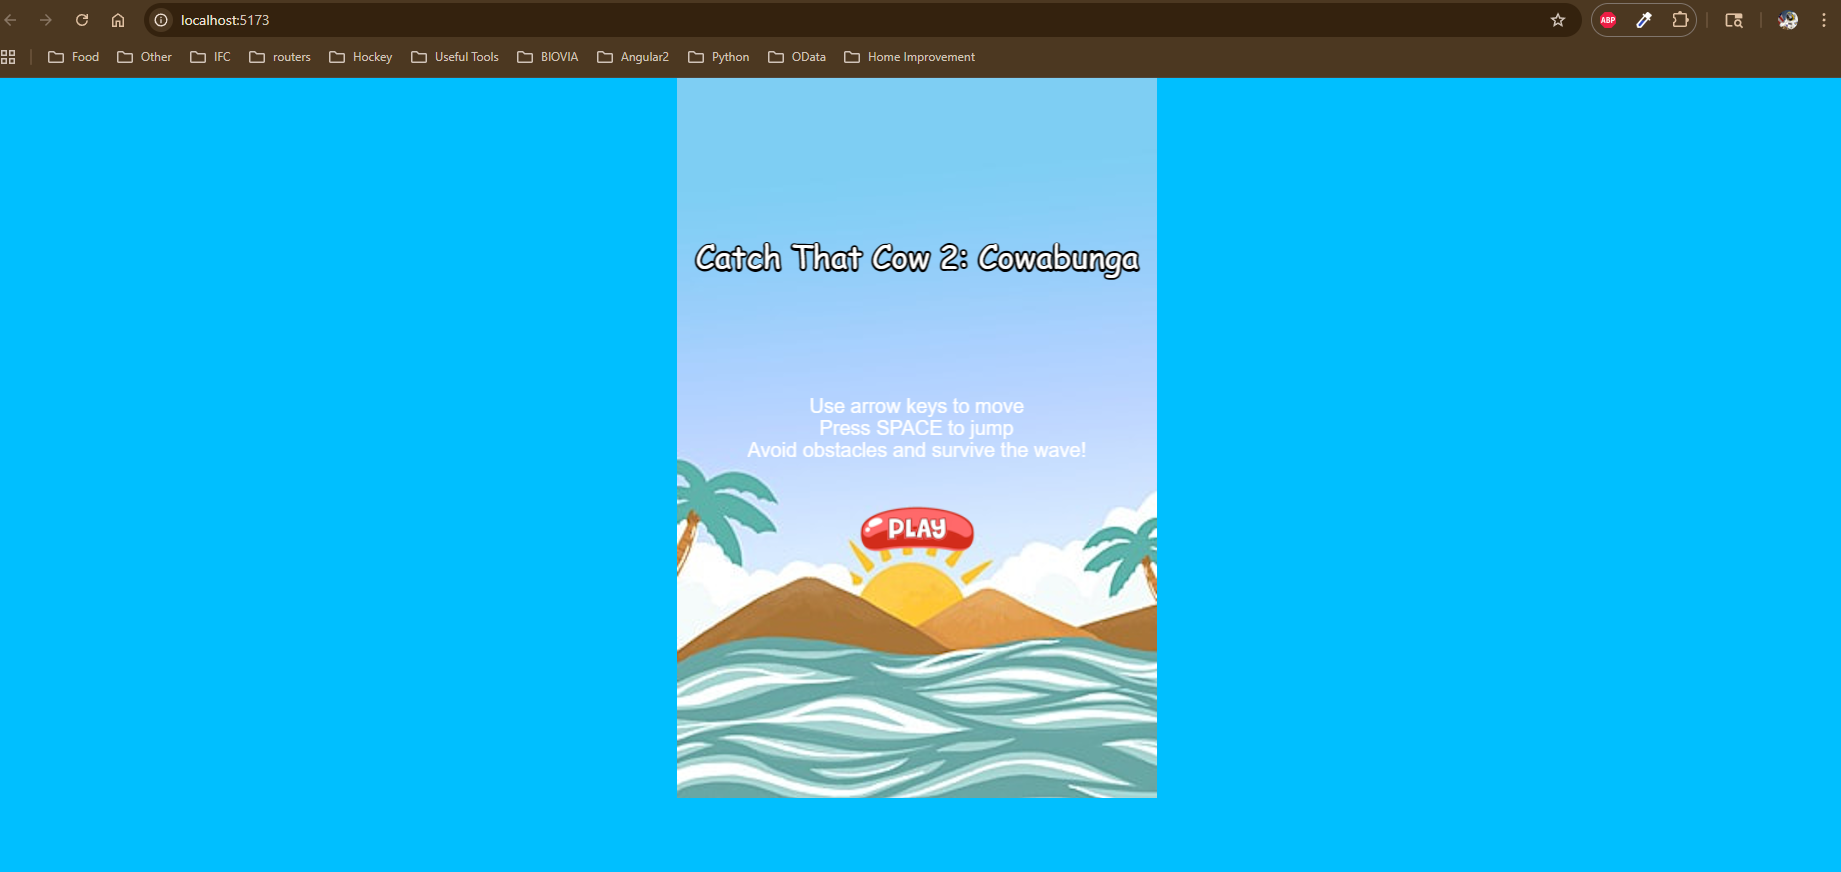 localhost:5173
ABP
Food Other IFC routers Hockey Useful Tools BIOVIA Angular2 Python OData Home Improvement
Catch That Cow 2: Cowabunga
Use arrow keys to move
Press SPACE to jump
Avoid obstacles and survive the wave!
PLAY